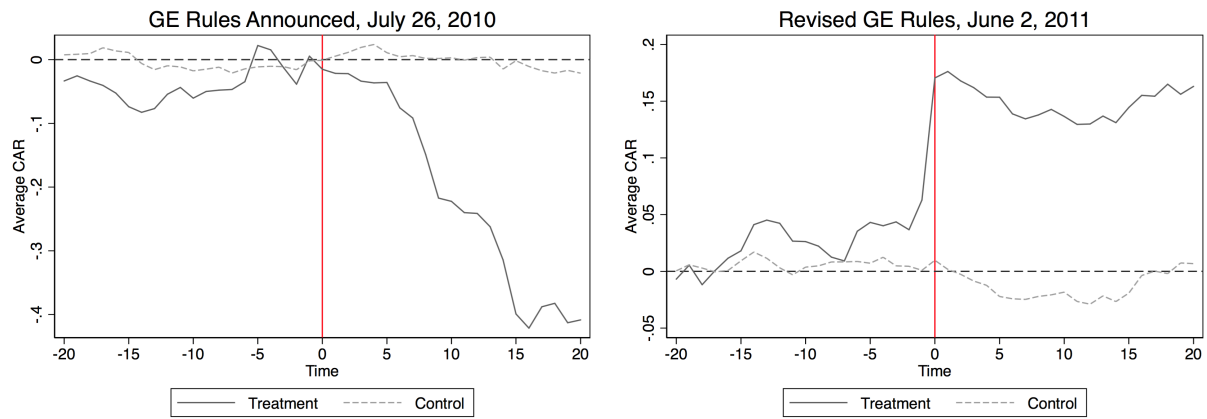 GE Rules Announced, July 26, 2010
Average CAR
0
-.1
-.2
-.3
-.4
-20 -15 -10 -5 0 5 10 15 20
Time
Treatment Control
Revised GE Rules, June 2, 2011
Average CAR
.2
.15
.1
.05
0
-.05
-20 -15 -10 -5 0 5 10 15 20
Time
Treatment Control